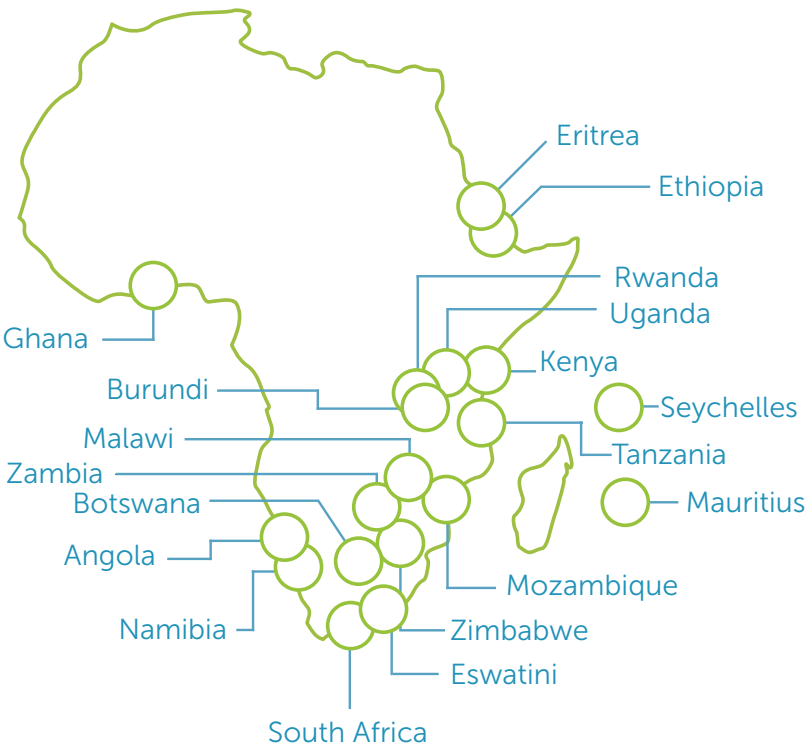 Eritrea
Ethiopia
Rwanda
Uganda
Ghana
Kenya
Burundi
Seychelles
Malawi
Tanzania
Zambia
Botswana
Mauritius
Angola
Mozambique
Namibia
Zimbabwe
Eswatini
South Africa